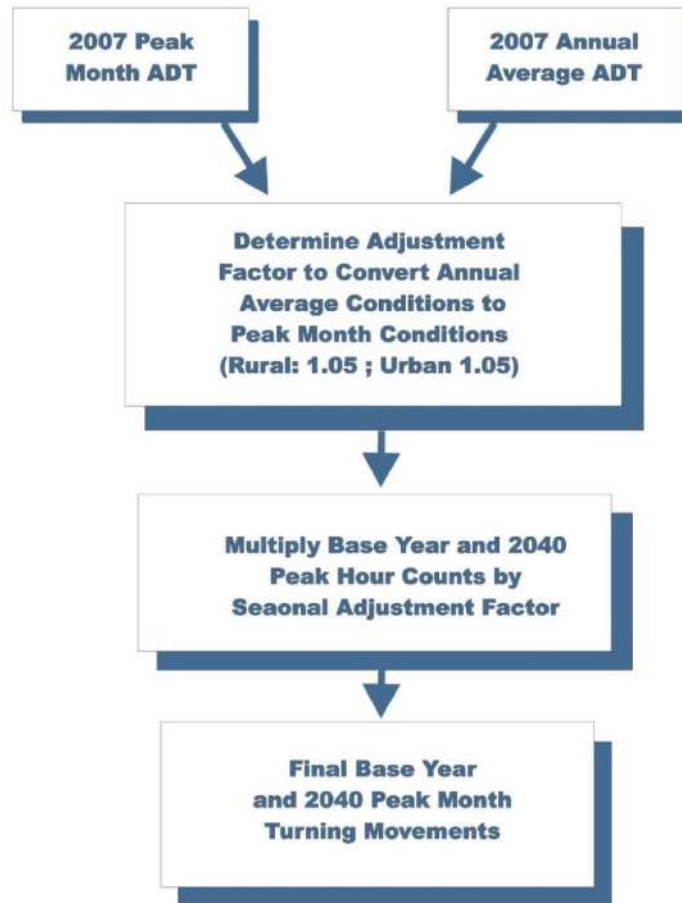 2007 Peak
Month ADT
2007 Annual
Average ADT
Determine Adjustment
Factor to Convert Annual
Average Conditions to
Peak Month Conditions
(Rural: 1.05 ; Urban 1.05)
Multiply Base Year and 2040
Peak Hour Counts by
Seaonal Adjustment Factor
Final Base Year
and 2040 Peak Month
Turning Movements